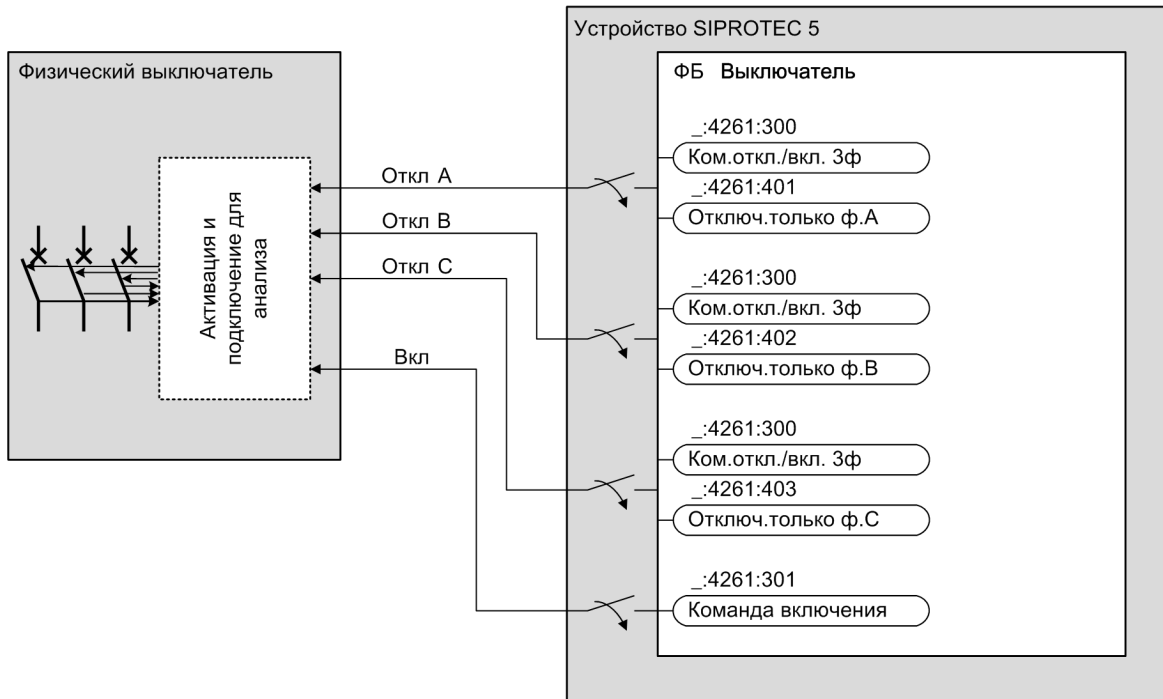 Устройство SIPROTEC 5
Физический выключатель
ФБ Выключатель
Активация и
подключение для
анализа
Откл A
Откл B
Откл C
Вкл
_:4261:300
Ком.откл./вкл. 3ф
_:4261:401
Отключ.только ф.A
_:4261:300
Ком.откл./вкл. 3ф
_:4261:402
Отключ.только ф.B
_:4261:300
Ком.откл./вкл. 3ф
_:4261:403
Отключ.только ф.C
_:4261:301
Команда включения